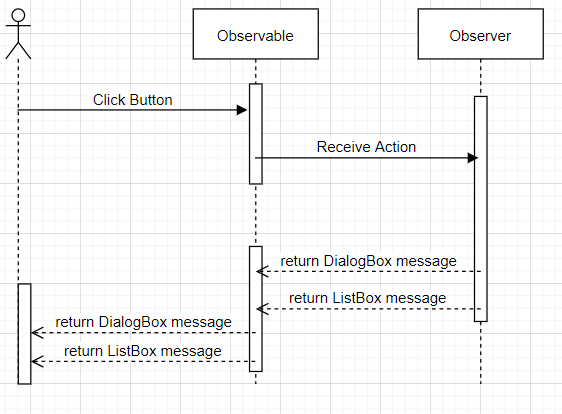 Observable
Observer
Click Button
Receive Action
return DialogBox message
return ListBox message
return DialogBox message
return ListBox message